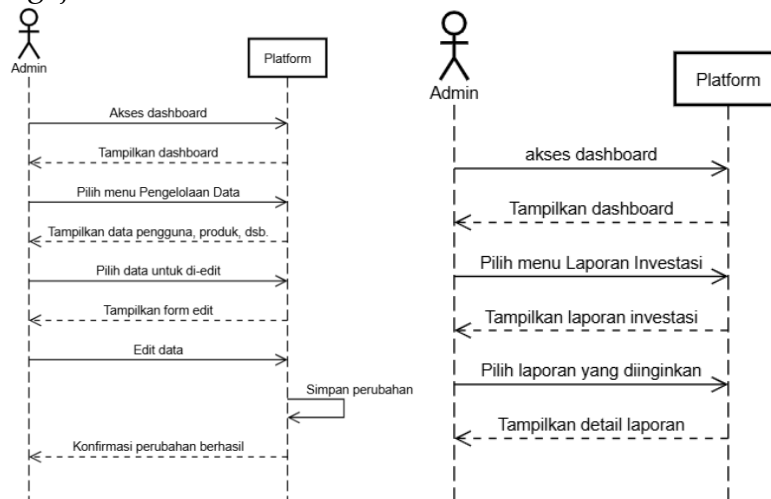 Admin
Platform
Akses dashboard
Tampilkan dashboard
Pilih menu Pengelolaan Data
Tampilkan data pengguna, produk, dsb.
Pilih data untuk di-edit
Tampilkan form edit
Edit data
Simpan perubahan
Konfirmasi perubahan berhasil
Admin
Platform
akses dashboard
Tampilkan dashboard
Pilih menu Laporan Investasi
Tampilkan laporan investasi
Pilih laporan yang diinginkan
Tampilkan detail laporan